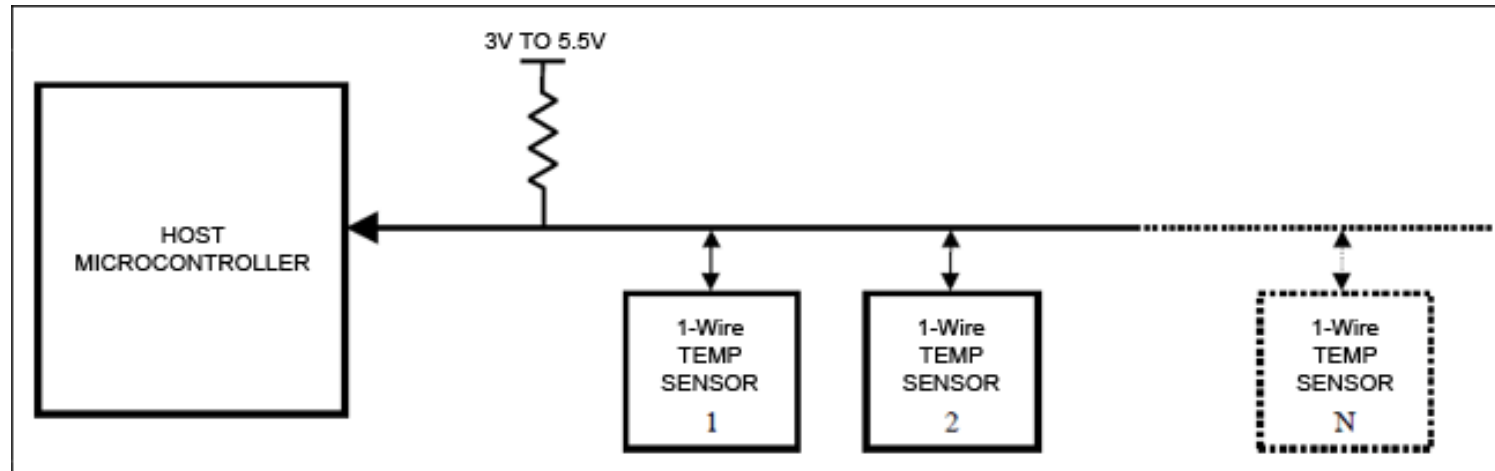 3V TO 5.5V
HOST
MICROCONTROLLER
1-Wire
TEMP
SENSOR
1
1-Wire
TEMP
SENSOR
2
1-Wire
TEMP
SENSOR
N